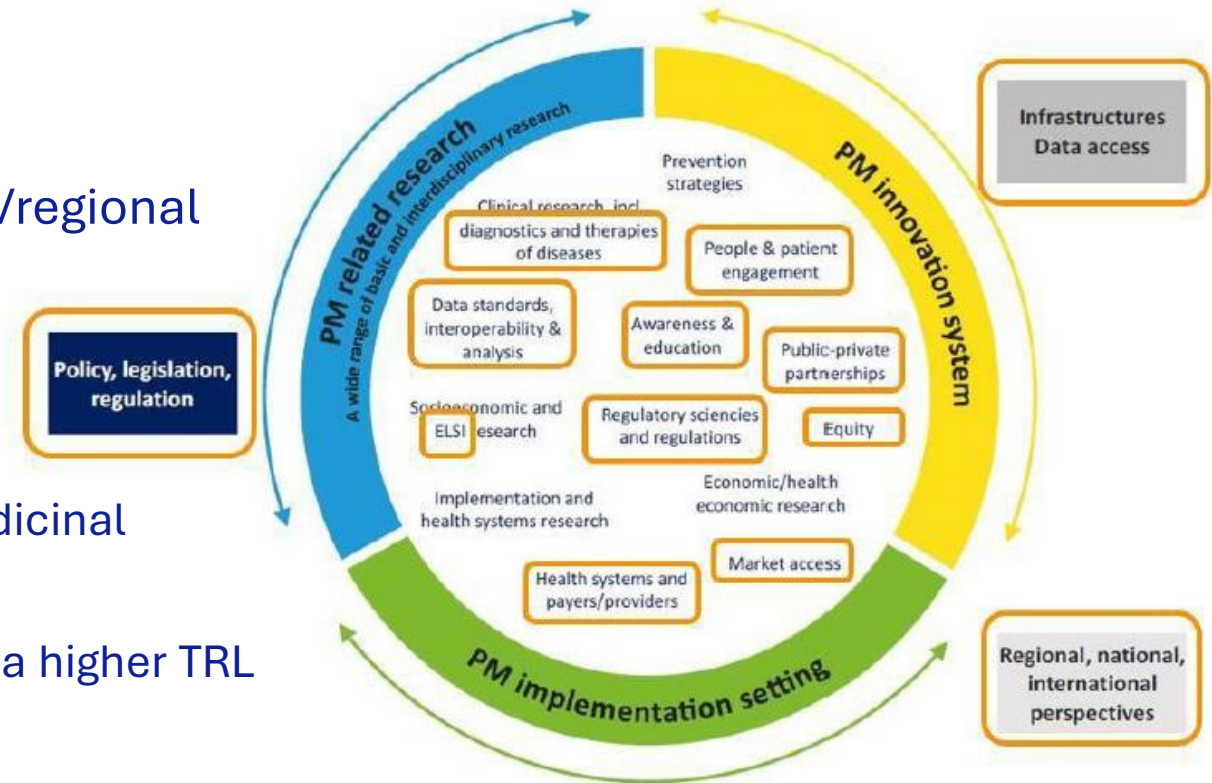 /regional
dicinal
a higher TRL
Policy, legislation,
regulation
PM related research
A wide range of basic and interdisciplinary research
PM innovation system
PM implementation setting
Infrastructures
Data access
Regional, national,
international
perspectives
Prevention
strategies
Clinical research, incl
diagnostics and therapies
of diseases
People & patient
engagement
Data standards,
interoperability &
analysis
Awareness &
education
Public-private
partnerships
Socioeconomic and
ELSI research
Regulatory sciencies
and regulations
Equity
Implementation and
health systems research
Economic/health
economic research
Market access
Health systems and
payers/providers